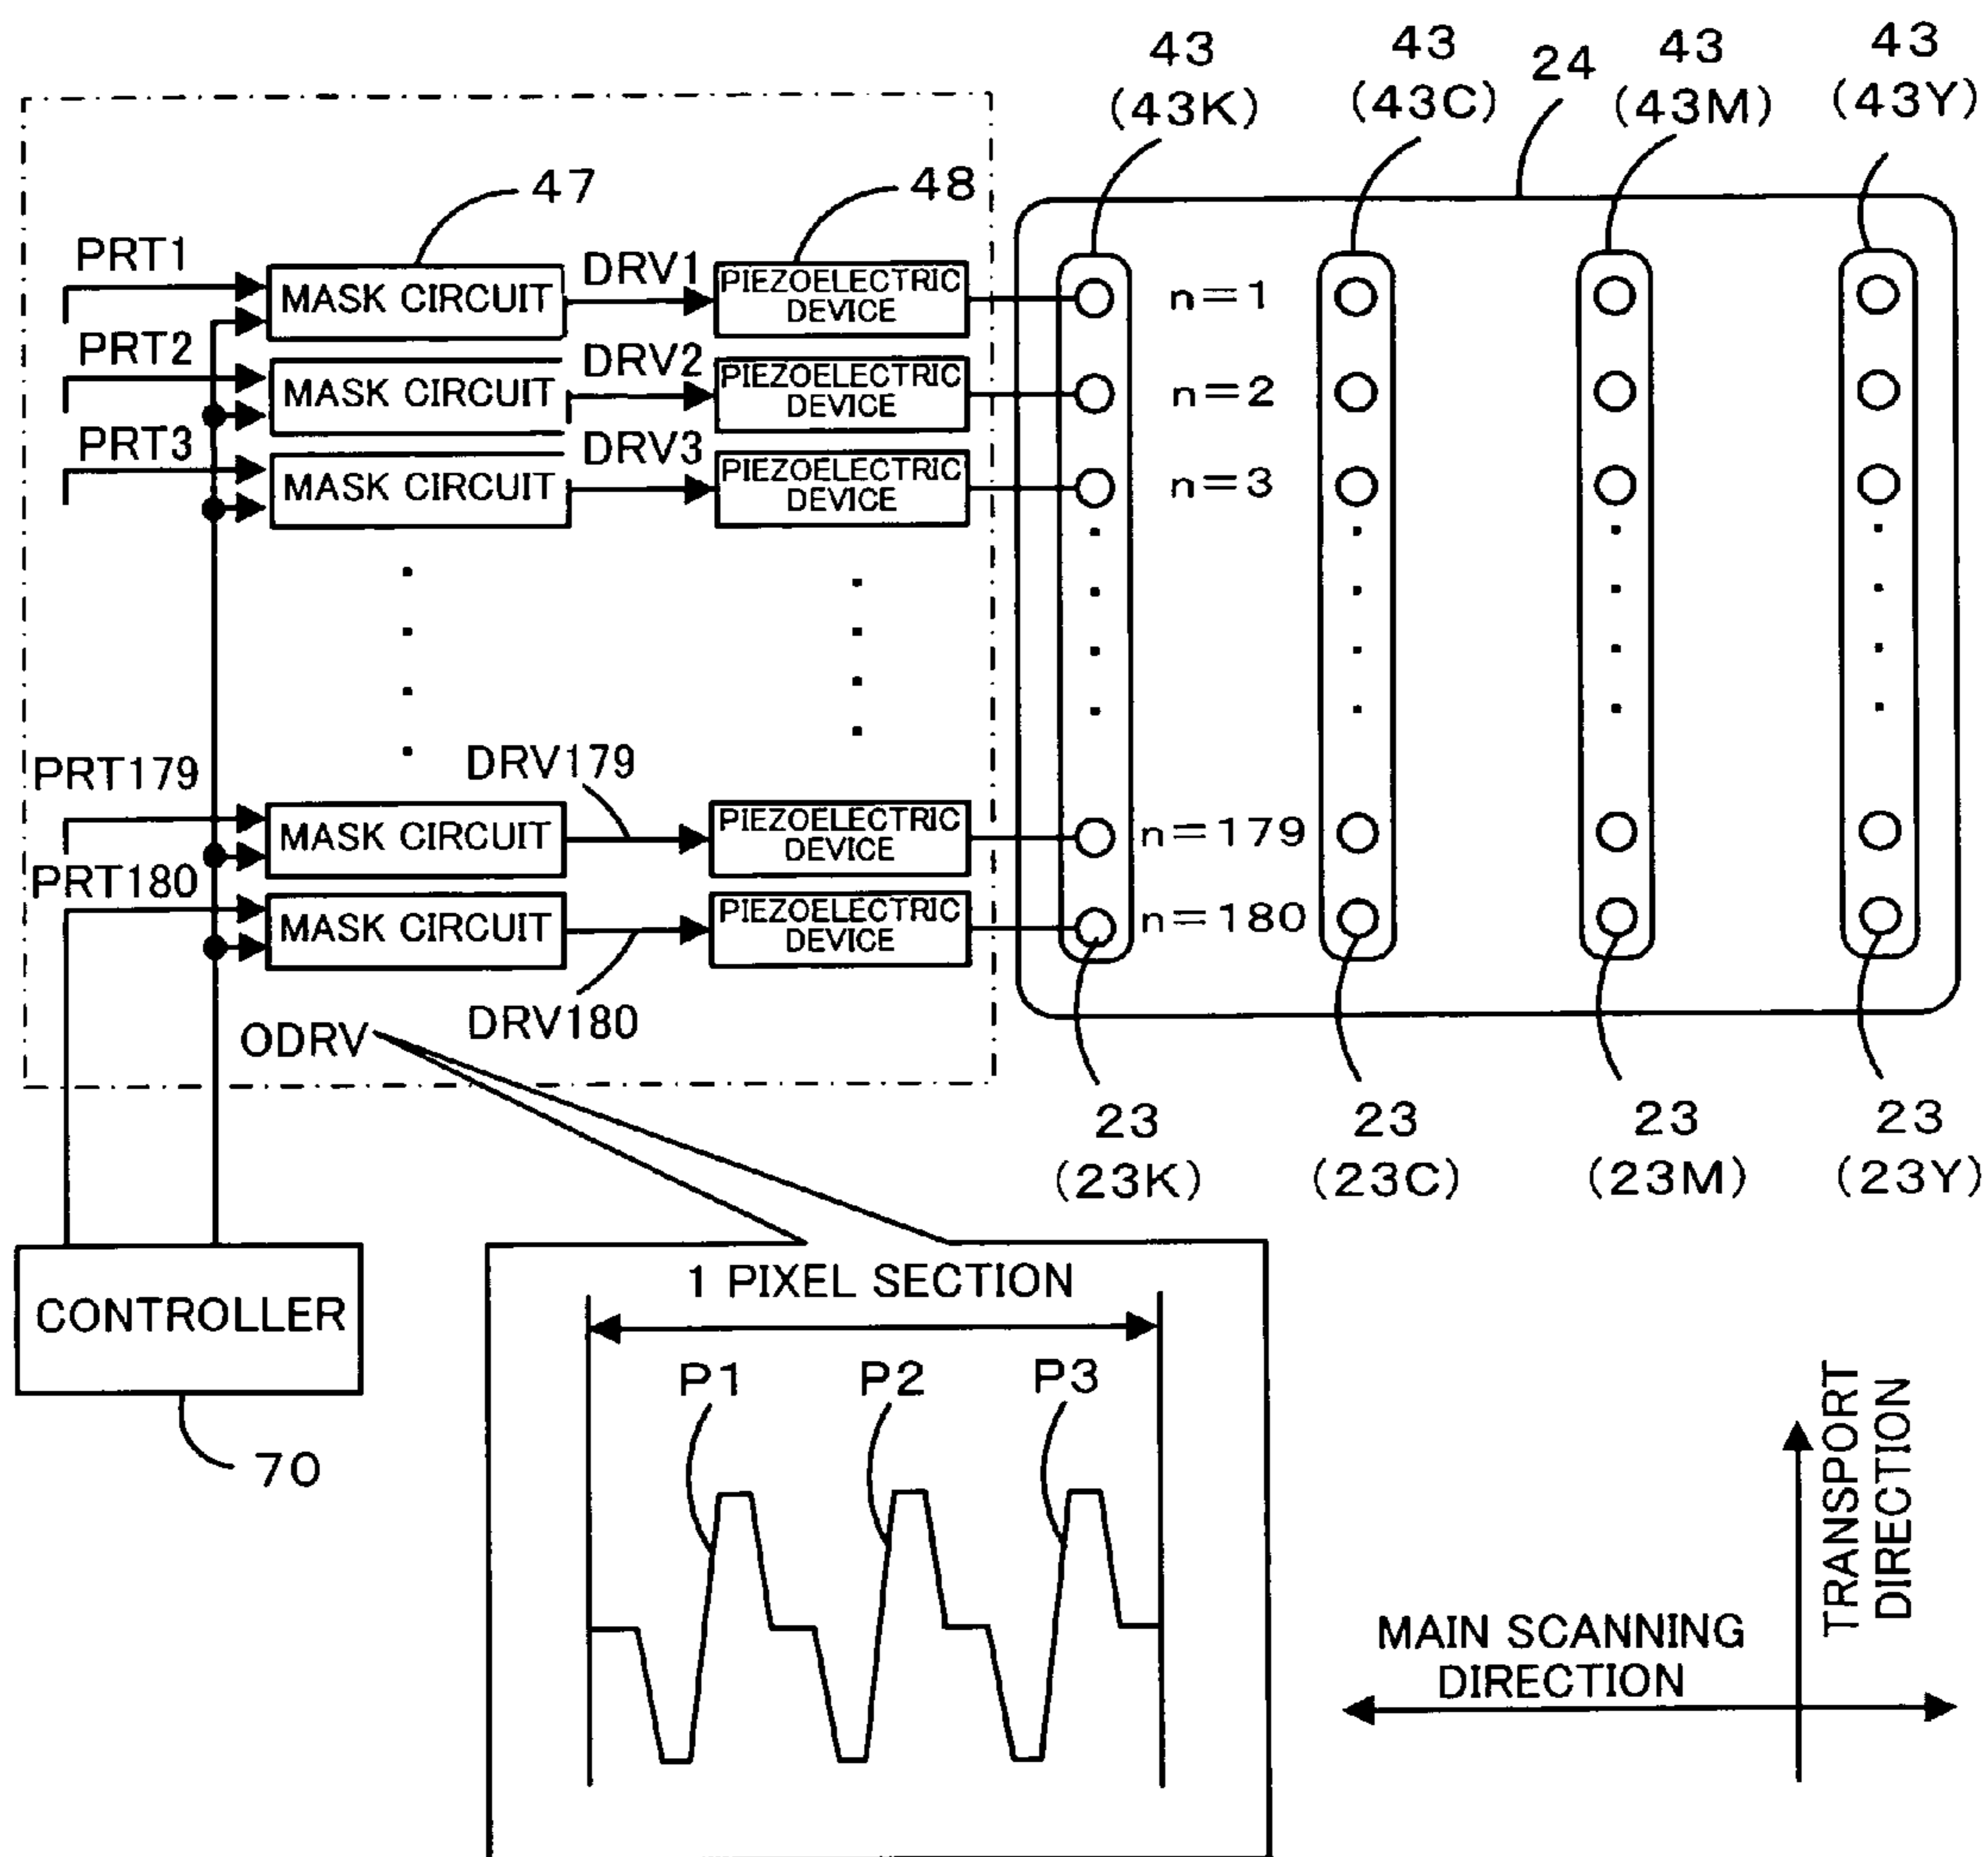 43
(43K)
43
(43C)
24
43
(43M)
43
(43Y)
47
48
PRT1
MASK CIRCUIT
DRV1
PIEZOELECTRIC
DEVICE
n=1
PRT2
MASK CIRCUIT
DRV2
PIEZOELECTRIC
DEVICE
n=2
PRT3
MASK CIRCUIT
DRV3
PIEZOELECTRIC
DEVICE
n=3
PRT179
MASK CIRCUIT
DRV179
PIEZOELECTRIC
DEVICE
n=179
PRT180
MASK CIRCUIT
DRV180
PIEZOELECTRIC
DEVICE
n=180
ODRV
23
(23K)
23
(23C)
23
(23M)
23
(23Y)
CONTROLLER
70
1 PIXEL SECTION
P1
P2
P3
MAIN SCANNING
DIRECTION
TRANSPORT
DIRECTION